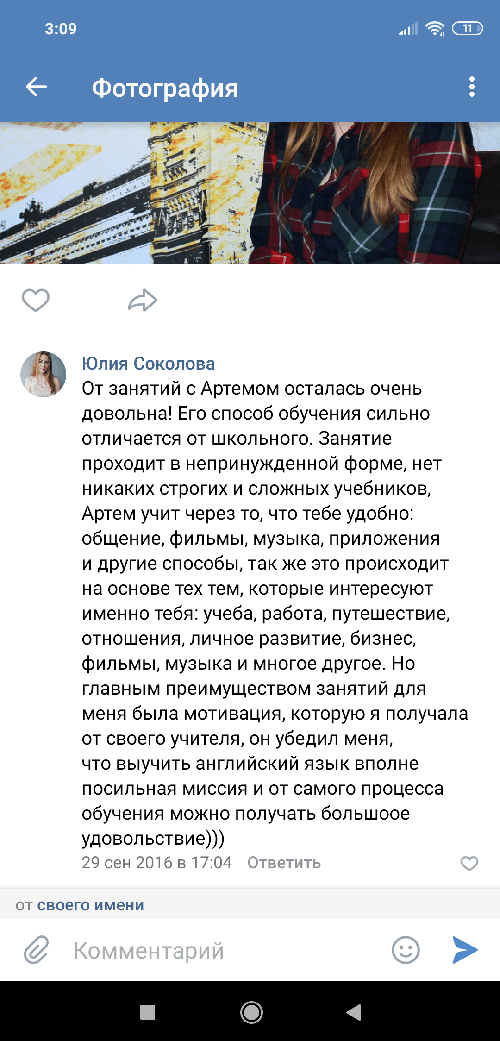 3:09
11
Фотография
Юлия Соколова
От занятий с Артемом осталась очень
довольна! Его способ обучения сильно
отличается от школьного. Занятие
проходит в непринужденной форме, нет
никаких строгих и сложных учебников,
Артем учит через то, что тебе удобно:
общение, фильмы, музыка, приложения
и другие способы, так же это происходит
на основе тех тем, которые интересуют
именно тебя: учеба, работа, путешествие,
отношения, личное развитие, бизнес,
фильмы, музыка и многое другое. Но
главным преимуществом занятий для
меня была мотивация, которую я получала
от своего учителя, он убедил меня,
что выучить английский язык вполне
посильная миссия и от самого процесса
обучения можно получать большоое
удовольствие)))
29 сен 2016 в 17:04 Ответить
от своего имени
Комментарий